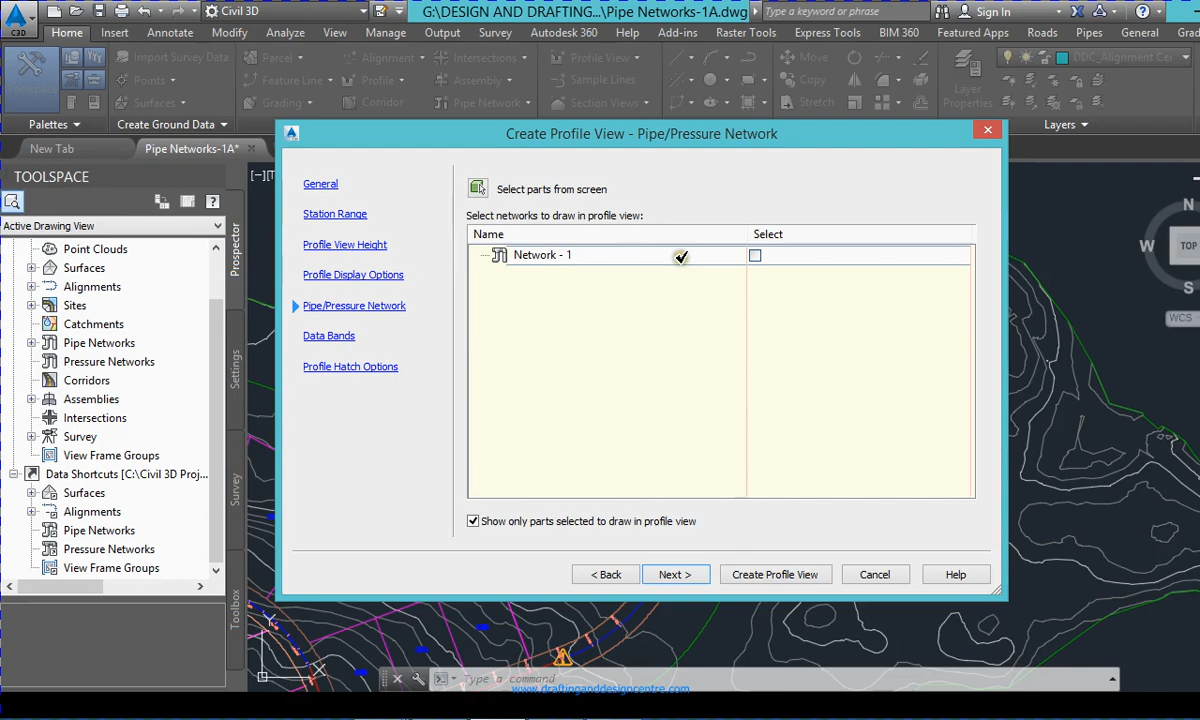 Civil 3D
G:\DESIGN AND DRAFTING...\Pipe Networks-1A.dwg
Type a keyword or phrase
Sign In
C3D
Home
Insert
Annotate
Modify
Analyze
View
Manage
Output
Survey
Autodesk 360
Help
Add-ins
Raster Tools
Express Tools
BIM 360
Featured Apps
Roads
Pipes
General
Grad
Toolspace
Import Survey Data
Points
Surfaces
Parcel
Feature Line
Grading
Alignment
Profile
Corridor
Intersections
Assembly
Pipe Network
Profile View
Sample Lines
Section Views
Move
Copy
Stretch
Layer
Properties
DDC_Alignment Cen
Palettes
Create Ground Data
Layers
New Tab
Pipe Networks-1A*
TOOLSPACE
Active Drawing View
Point Clouds
Surfaces
Alignments
Sites
Catchments
Pipe Networks
Pressure Networks
Corridors
Assemblies
Intersections
Survey
View Frame Groups
Data Shortcuts [C:\Civil 3D Proj...
Surfaces
Alignments
Pipe Networks
Pressure Networks
View Frame Groups
Prospector
Settings
Survey
Toolbox
[−][T
Create Profile View - Pipe/Pressure Network
General
Station Range
Profile View Height
Profile Display Options
Pipe/Pressure Network
Data Bands
Profile Hatch Options
Select parts from screen
Select networks to draw in profile view:
Name
Select
Network - 1
Show only parts selected to draw in profile view
< Back
Next >
Create Profile View
Cancel
Help
N
W
TOP
S
WCS
Y
X
Type a command
www.draftinganddesigncentre.com